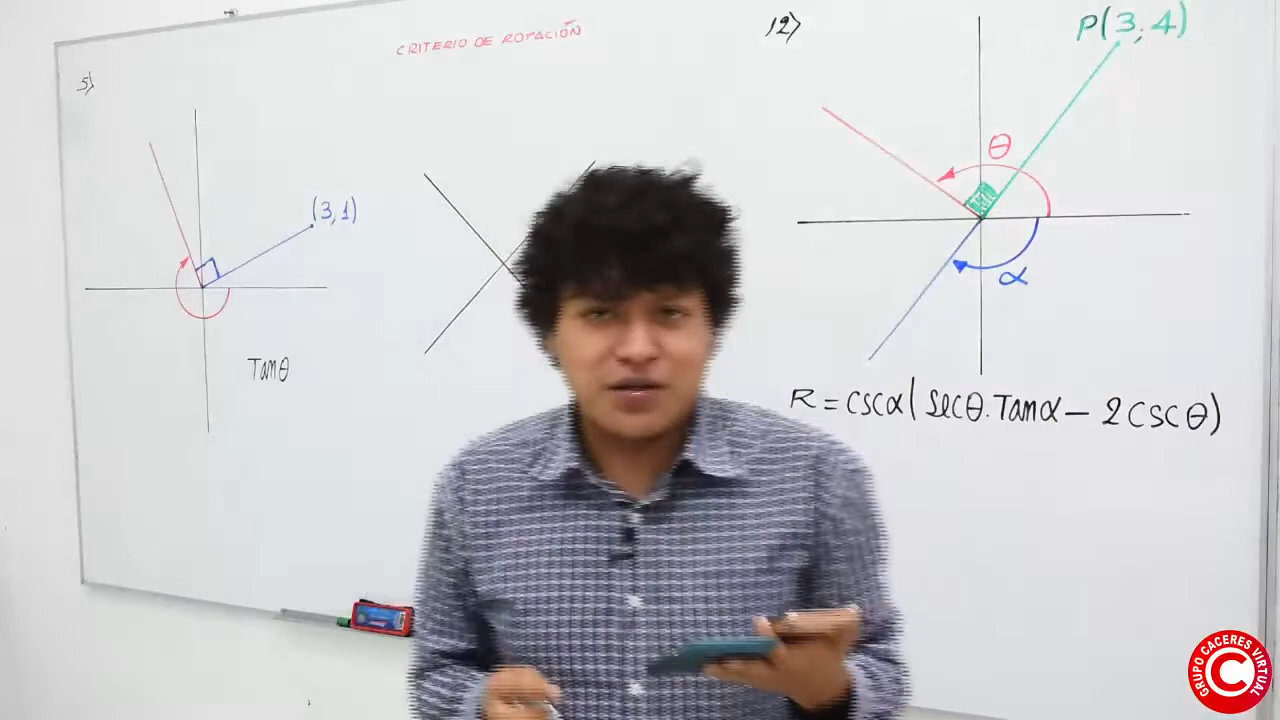 CRITERIO DE ROTACIÓN
5)
(3,1)
Tanθ
12)
P(3,4)
θ
α
R = cscα(secθ.Tanα - 2cscθ)
GRUPO CACERES VIRTUAL